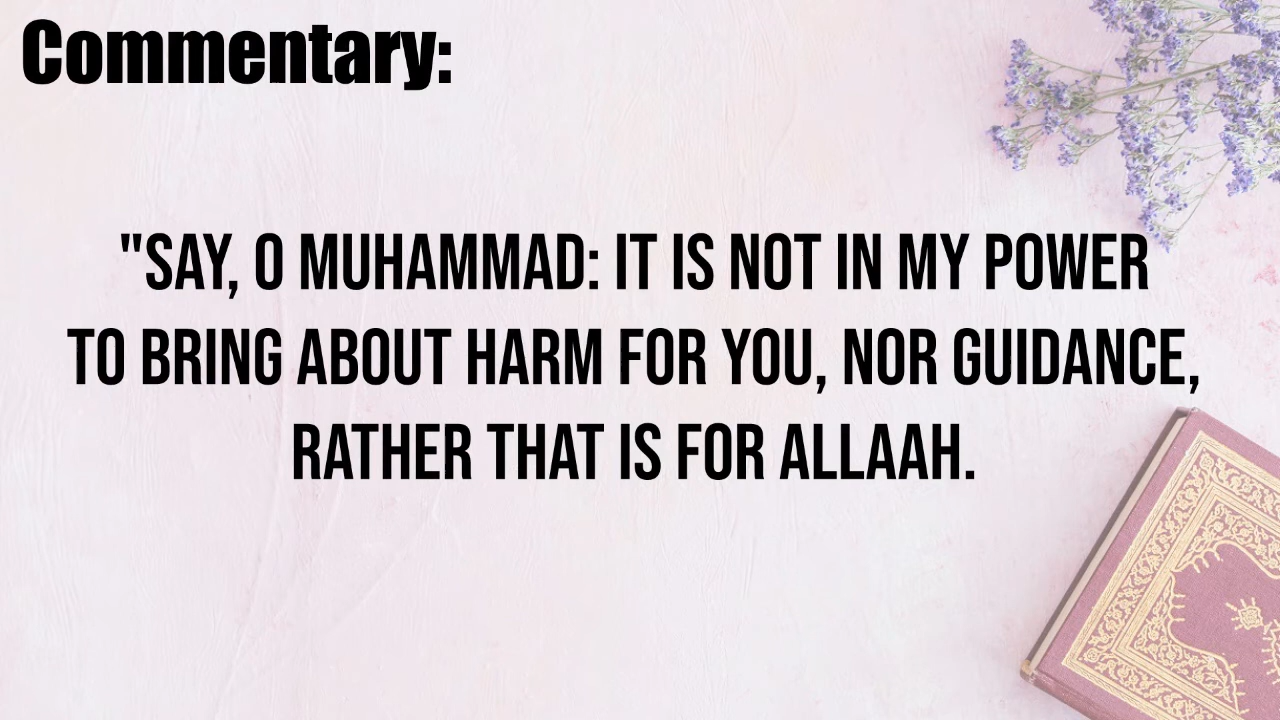 Commentary:
"SAY, O MUHAMMAD: IT IS NOT IN MY POWER
TO BRING ABOUT HARM FOR YOU, NOR GUIDANCE,
RATHER THAT IS FOR ALLAAH.